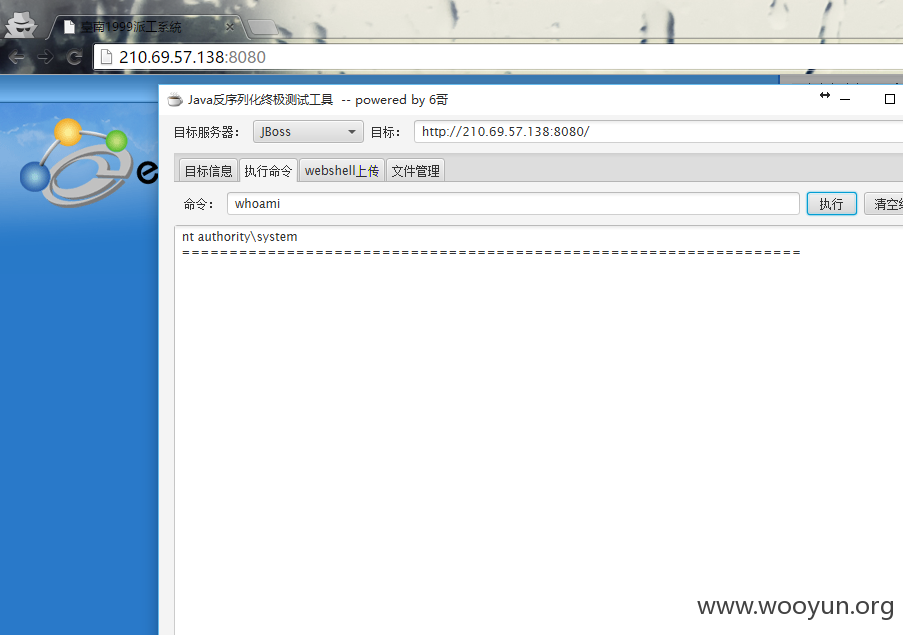 臺南1999派工系統
210.69.57.138:8080
e
Java反序列化终极测试工具 -- powered by 6哥
目标服务器： JBoss 目标： http://210.69.57.138:8080/
目标信息 执行命令 webshell上传 文件管理
命令： whoami 执行 清空
nt authority\system
=================================================================
www.wooyun.org